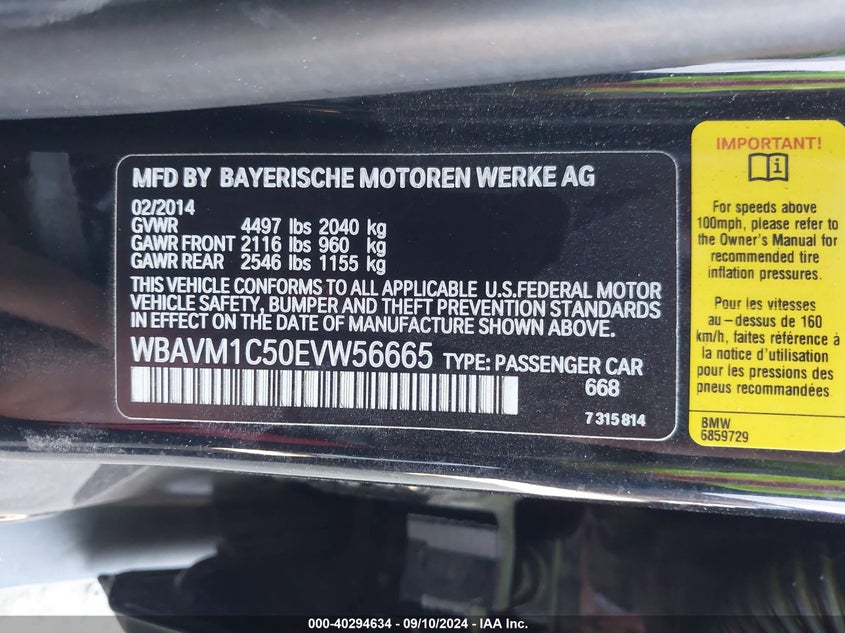 MFD BY BAYERISCHE MOTOREN WERKE AG
02/2014
GVWR 4497 lbs 2040 kg
GAWR FRONT 2116 lbs 960 kg
GAWR REAR 2546 lbs 1155 kg
THIS VEHICLE CONFORMS TO ALL APPLICABLE U.S.FEDERAL MOTOR
VEHICLE SAFETY, BUMPER AND THEFT PREVENTION STANDARDS
IN EFFECT ON THE DATE OF MANUFACTURE SHOWN ABOVE.
WBAVM1C50EVW56665 TYPE: PASSENGER CAR
668
7315814
IMPORTANT!
For speeds above
100mph, please refer to
the Owner's Manual for
recommended tire
inflation pressures.
Pour les vitesses
au-dessus de 160
km/h, faites référence à
la notice d'utilisation
pour les pressions des
pneus recommandées
BMW
6859729
000-40294634 - 09/10/2024 - IAA Inc.